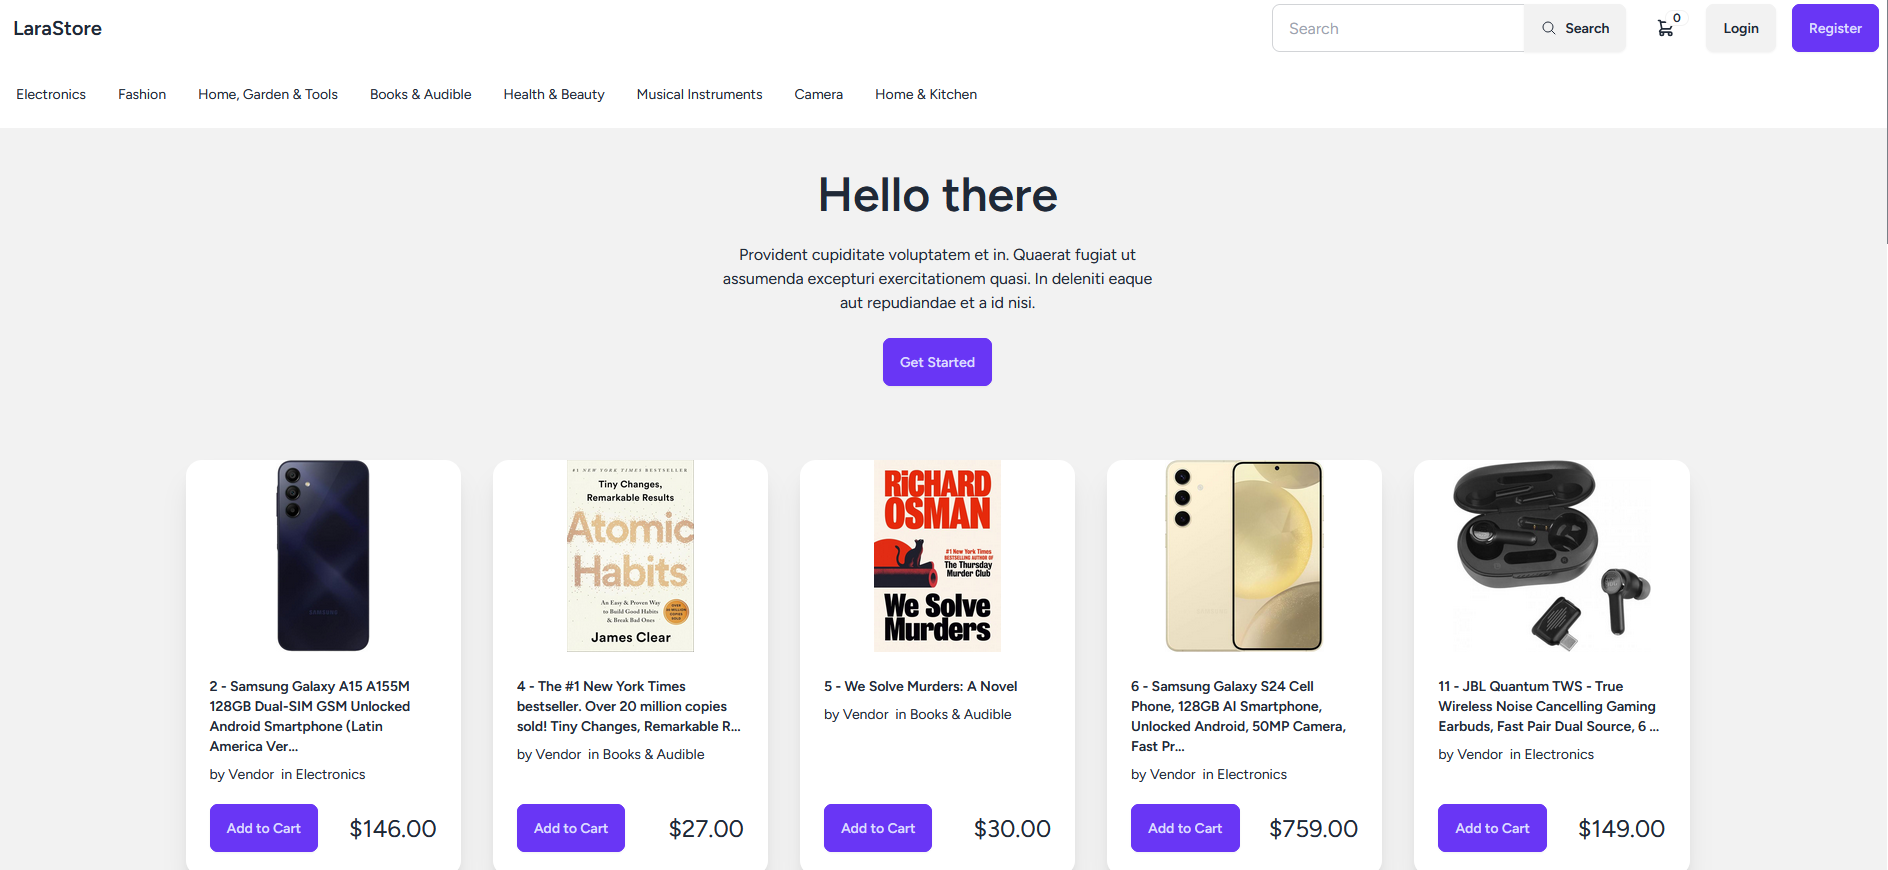 LaraStore
Search
Search
0
Login
Register
Electronics
Fashion
Home, Garden & Tools
Books & Audible
Health & Beauty
Musical Instruments
Camera
Home & Kitchen
Hello there
Provident cupiditate voluptatem et in. Quaerat fugiat ut
assumenda excepturi exercitationem quasi. In deleniti eaque
aut repudiandae et a id nisi.
Get Started
SAMSUNG
2 - Samsung Galaxy A15 A155M
128GB Dual-SIM GSM Unlocked
Android Smartphone (Latin
America Ver...
by Vendor in Electronics
Add to Cart
$146.00
#1 NEW YORK TIMES BESTSELLER
Tiny Changes,
Remarkable Results
Atomic
Habits
An Easy & Proven Way
to Build Good Habits
& Break Bad Ones
James Clear
4 - The #1 New York Times
bestseller. Over 20 million copies
sold! Tiny Changes, Remarkable R...
by Vendor in Books & Audible
Add to Cart
$27.00
RiCHARD
OSMAN
#1 New York Times
BESTSELLING AUTHOR OF
The Thursday
Murder Club
We Solve
Murders
5 - We Solve Murders: A Novel
by Vendor in Books & Audible
Add to Cart
$30.00
6 - Samsung Galaxy S24 Cell
Phone, 128GB AI Smartphone,
Unlocked Android, 50MP Camera,
Fast Pr...
by Vendor in Electronics
Add to Cart
$759.00
11 - JBL Quantum TWS - True
Wireless Noise Cancelling Gaming
Earbuds, Fast Pair Dual Source, 6 ...
by Vendor in Electronics
Add to Cart
$149.00